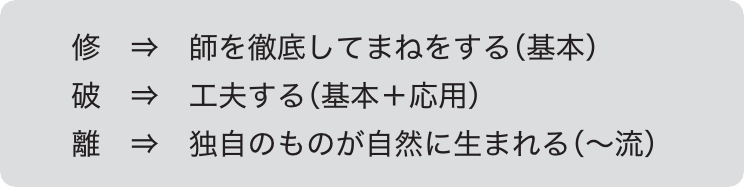 修 ⇒ 師を徹底してまねをする（基本）
破 ⇒ 工夫する（基本＋応用）
離 ⇒ 独自のものが自然に生まれる（～流）